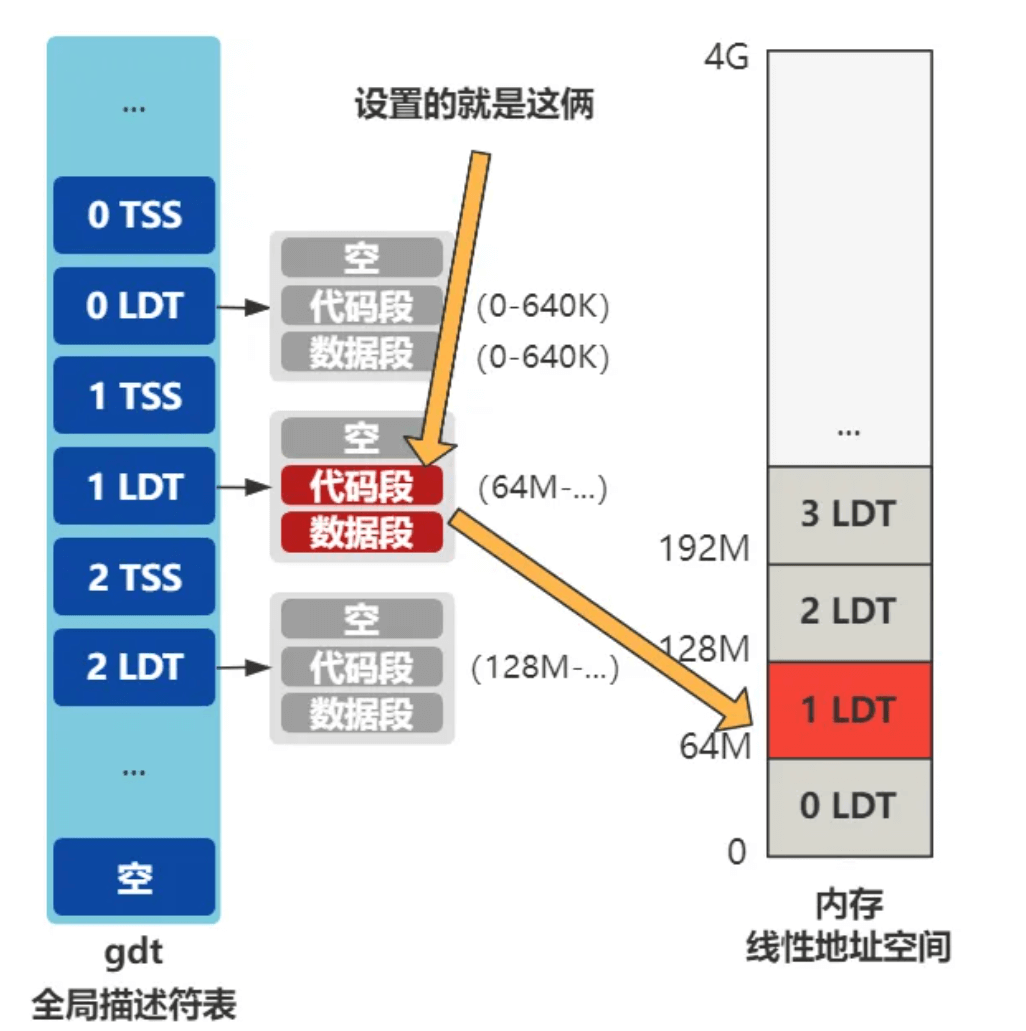 ...
0 TSS
0 LDT
1 TSS
1 LDT
2 TSS
2 LDT
...
空
gdt
全局描述符表
设置的就是这俩
空
代码段
(0-640K)
数据段
(0-640K)
空
代码段
(64M-...)
数据段
空
代码段
(128M-...)
数据段
4G
...
3 LDT
192M
2 LDT
128M
1 LDT
64M
0 LDT
0
内存
线性地址空间